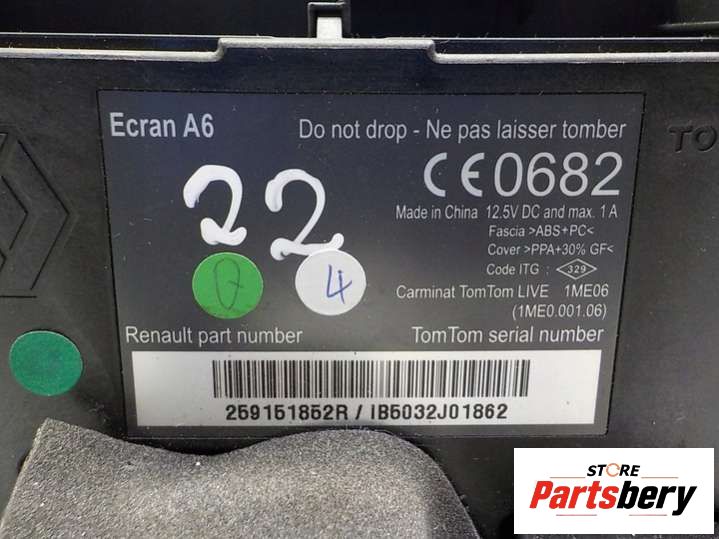 Ecran A6
Do not drop - Ne pas laisser tomber
22
CE0682
Made in China 12.5V DC and max. 1 A
Fascia >ABS+PC<
Cover >PPA+30% GF<
Code ITG : <329>
0
4
Carminat TomTom LIVE 1ME06
(1ME0.001.06)
Renault part number
TomTom serial number
259151852R / IB5032J01862
STORE
Partsbery